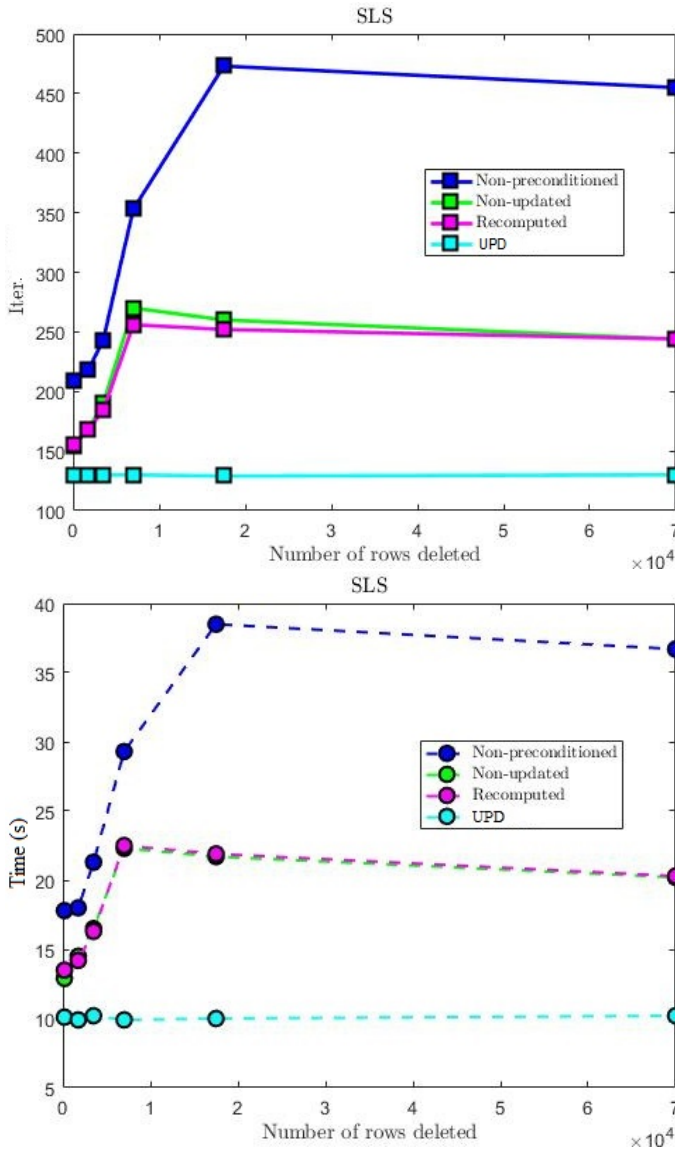 SLS
500
450
400
350
300
250
200
150
100
Iter.
Non-preconditioned
Non-updated
Recomputed
UPD
0 1 2 3 4 5 6 7
Number of rows deleted
×10⁴
SLS
40
35
30
25
20
15
10
5
Time (s)
Non-preconditioned
Non-updated
Recomputed
UPD
0 1 2 3 4 5 6 7
Number of rows deleted
×10⁴